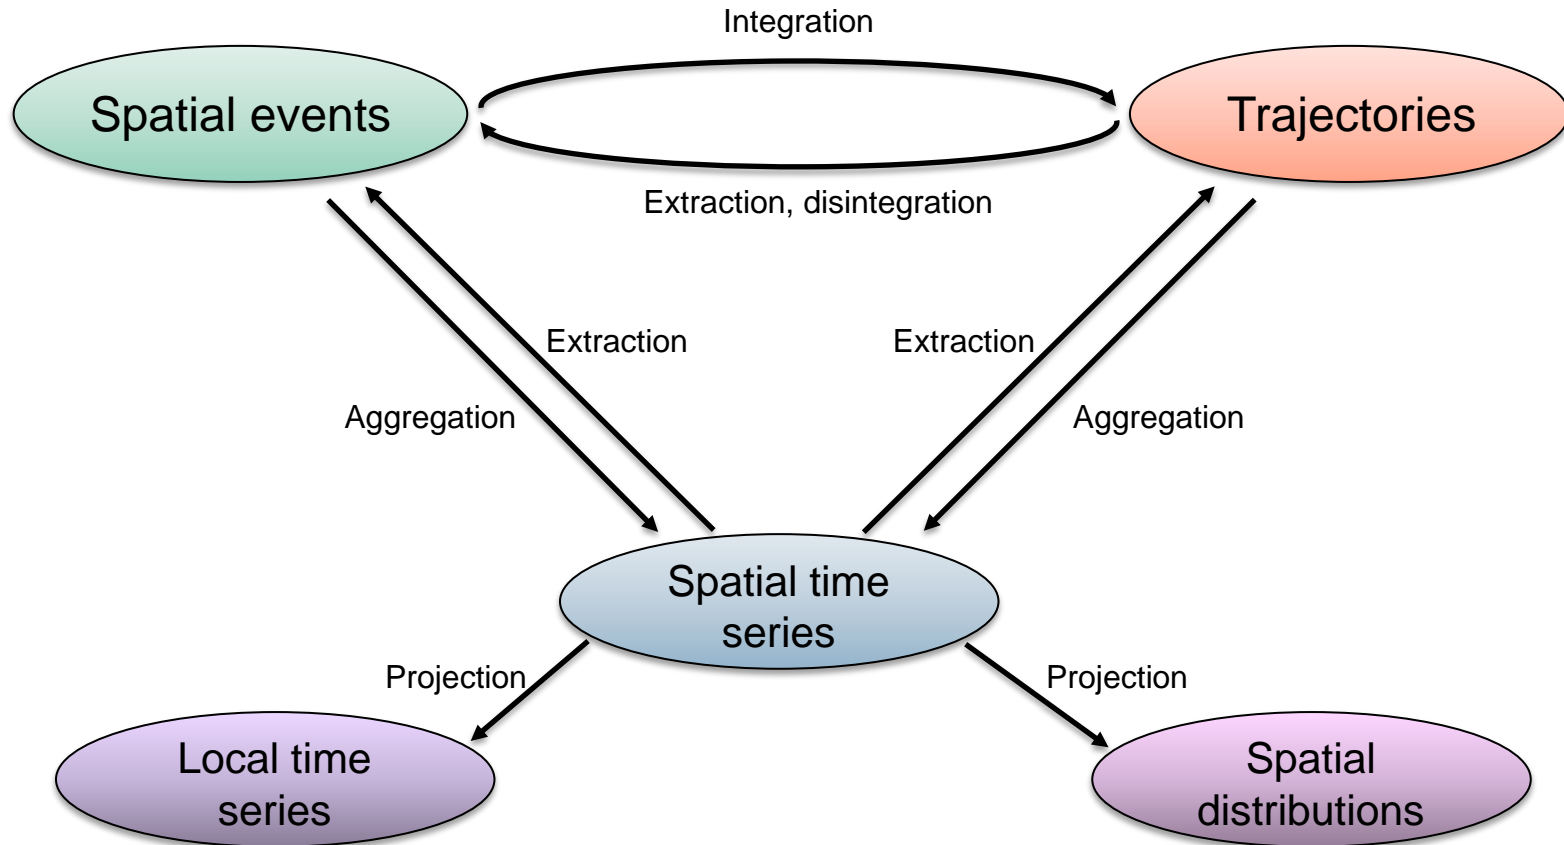 Integration
Spatial events
Trajectories
Extraction, disintegration
Extraction
Extraction
Aggregation
Aggregation
Spatial time
series
Projection
Projection
Local time
series
Spatial
distributions